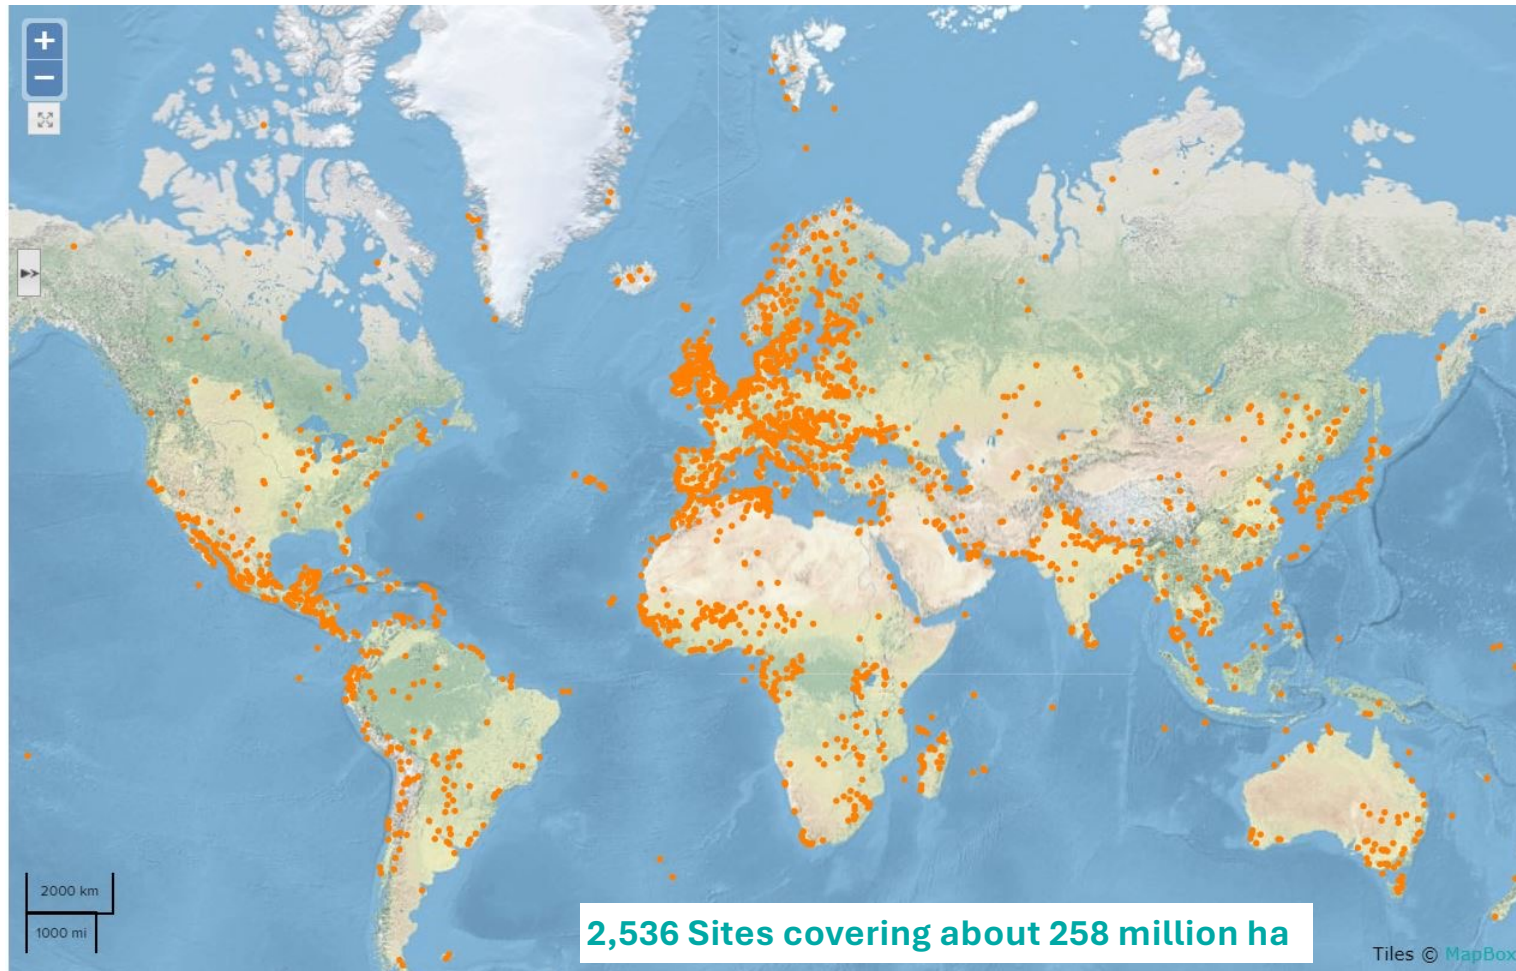 +
−
2000 km
1000 mi
2,536 Sites covering about 258 million ha
Tiles © MapBox